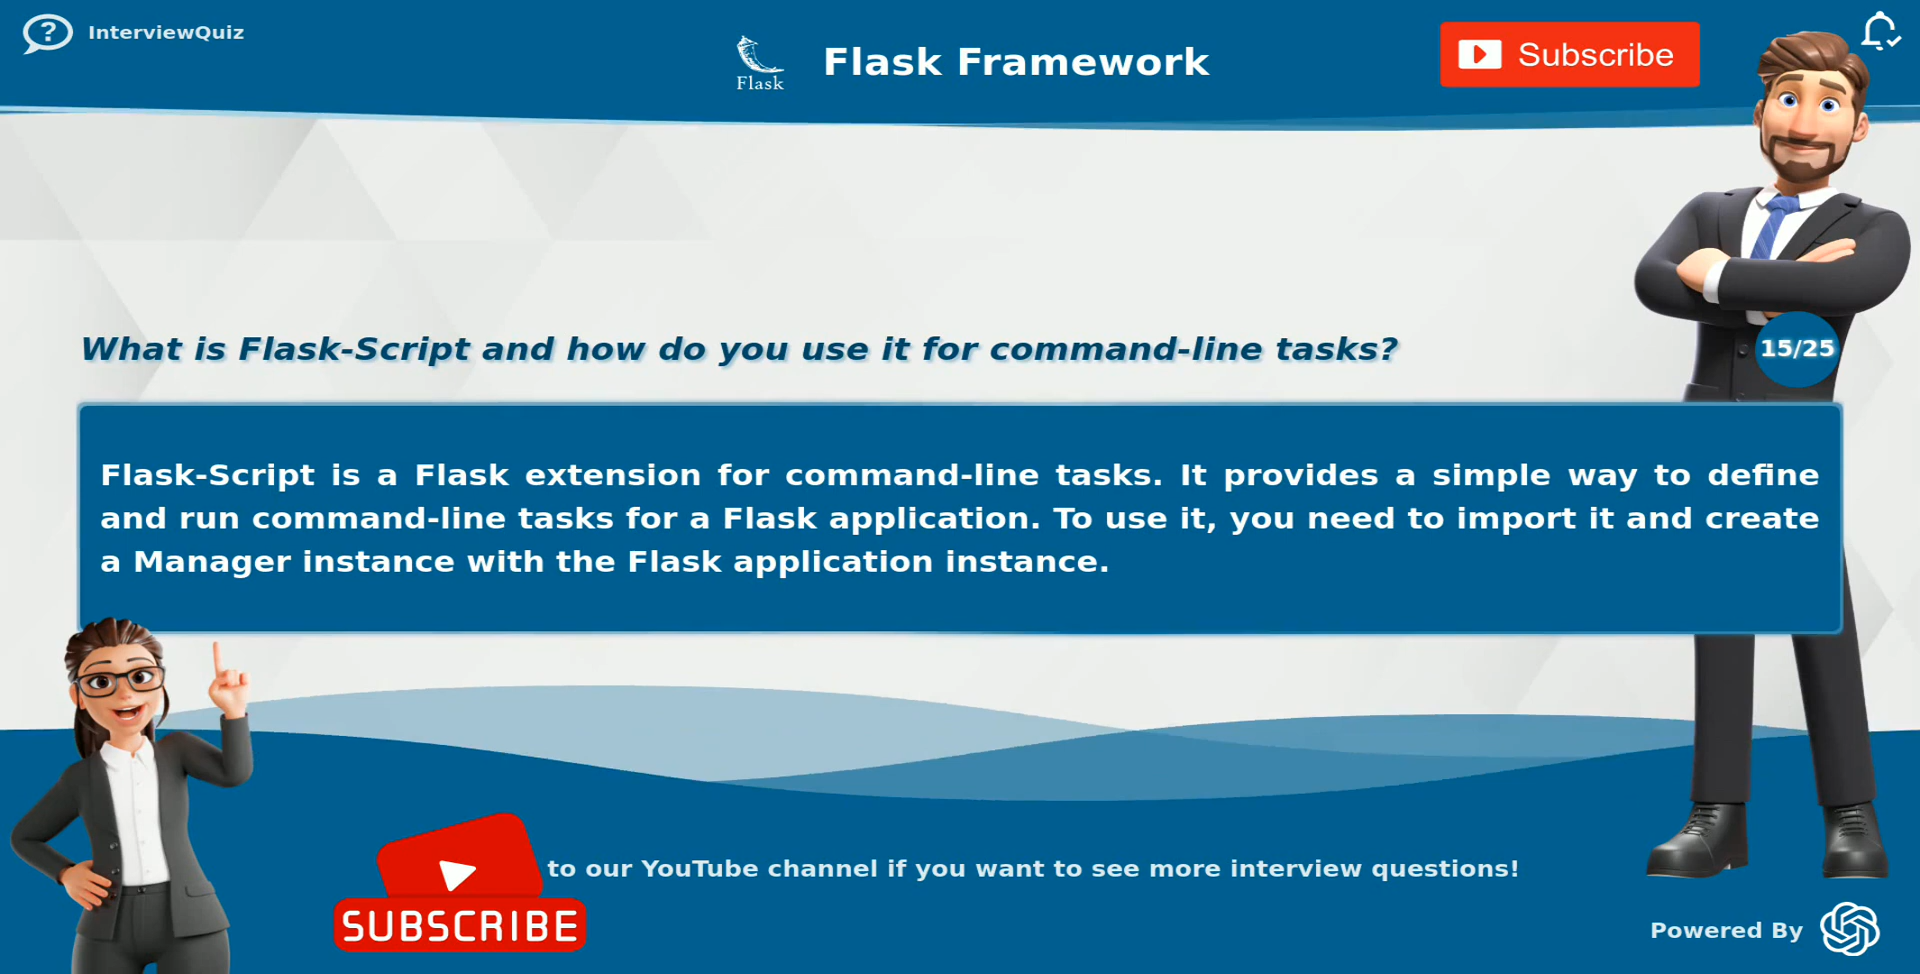 InterviewQuiz
Flask
Flask Framework
Subscribe
What is Flask-Script and how do you use it for command-line tasks?
15/25
Flask-Script is a Flask extension for command-line tasks. It provides a simple way to define
and run command-line tasks for a Flask application. To use it, you need to import it and create
a Manager instance with the Flask application instance.
to our YouTube channel if you want to see more interview questions!
SUBSCRIBE
Powered By